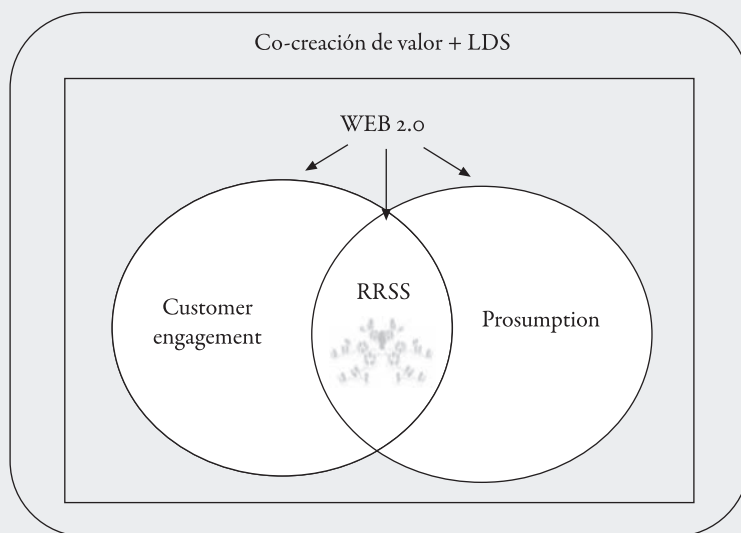 Co-creación de valor + LDS
WEB 2.0
RRSS
Customer
engagement
Prosumption